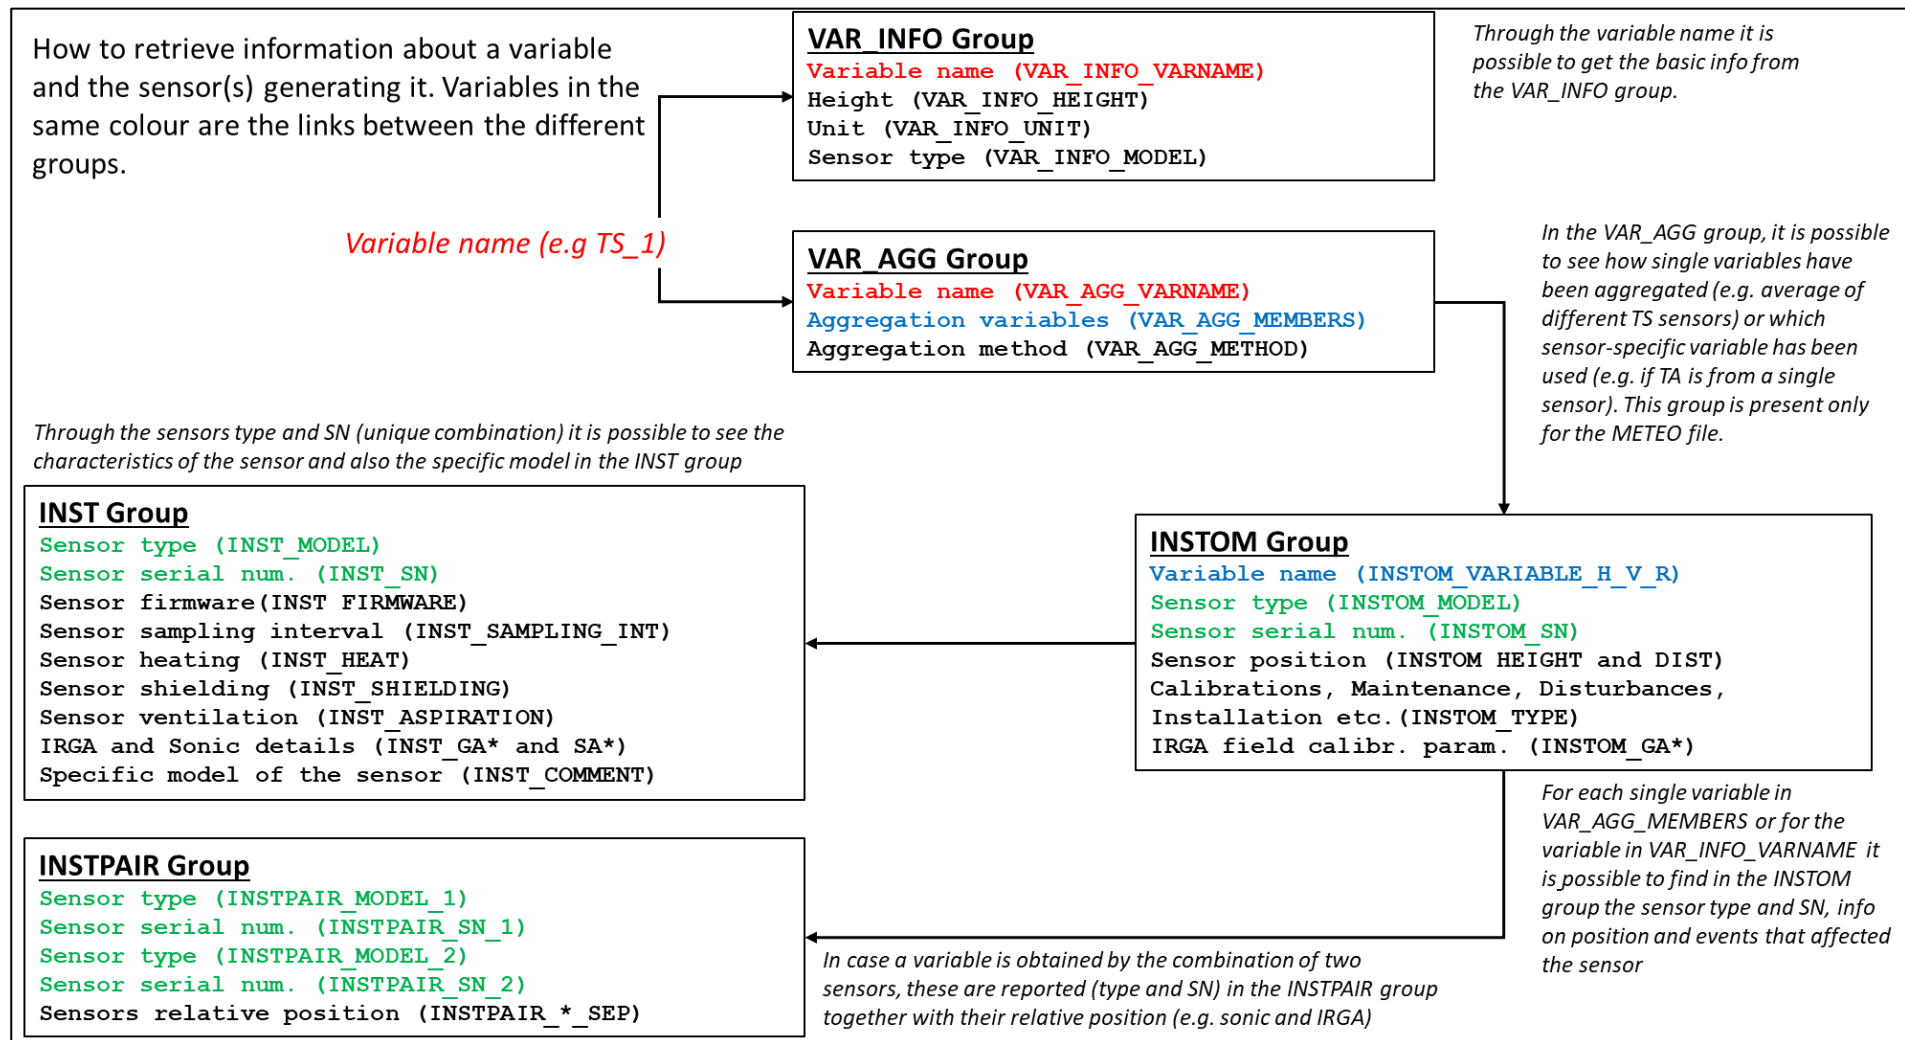 How to retrieve information about a variable
and the sensor(s) generating it. Variables in the
same colour are the links between the different
groups.
VAR_INFO Group
Variable name (VAR_INFO_VARNAME)
Height (VAR_INFO_HEIGHT)
Unit (VAR_INFO_UNIT)
Sensor type (VAR_INFO_MODEL)
Through the variable name it is
possible to get the basic info from
the VAR_INFO group.
Variable name (e.g TS_1)
VAR_AGG Group
Variable name (VAR_AGG_VARNAME)
Aggregation variables (VAR_AGG_MEMBERS)
Aggregation method (VAR_AGG_METHOD)
In the VAR_AGG group, it is possible
to see how single variables have
been aggregated (e.g. average of
different TS sensors) or which
sensor-specific variable has been
used (e.g. if TA is from a single
sensor). This group is present only
for the METEO file.
Through the sensors type and SN (unique combination) it is possible to see the
characteristics of the sensor and also the specific model in the INST group
INST Group
Sensor type (INST_MODEL)
Sensor serial num. (INST_SN)
Sensor firmware(INST FIRMWARE)
Sensor sampling interval (INST_SAMPLING_INT)
Sensor heating (INST_HEAT)
Sensor shielding (INST_SHIELDING)
Sensor ventilation (INST_ASPIRATION)
IRGA and Sonic details (INST_GA* and SA*)
Specific model of the sensor (INST_COMMENT)
INSTOM Group
Variable name (INSTOM_VARIABLE_H_V_R)
Sensor type (INSTOM_MODEL)
Sensor serial num. (INSTOM_SN)
Sensor position (INSTOM HEIGHT and DIST)
Calibrations, Maintenance, Disturbances,
Installation etc.(INSTOM_TYPE)
IRGA field calibr. param. (INSTOM_GA*)
For each single variable in
VAR_AGG_MEMBERS or for the
variable in VAR_INFO_VARNAME it
is possible to find in the INSTOM
group the sensor type and SN, info
on position and events that affected
the sensor
INSTPAIR Group
Sensor type (INSTPAIR_MODEL_1)
Sensor serial num. (INSTPAIR_SN_1)
Sensor type (INSTPAIR_MODEL_2)
Sensor serial num. (INSTPAIR_SN_2)
Sensors relative position (INSTPAIR_*_SEP)
In case a variable is obtained by the combination of two
sensors, these are reported (type and SN) in the INSTPAIR group
together with their relative position (e.g. sonic and IRGA)